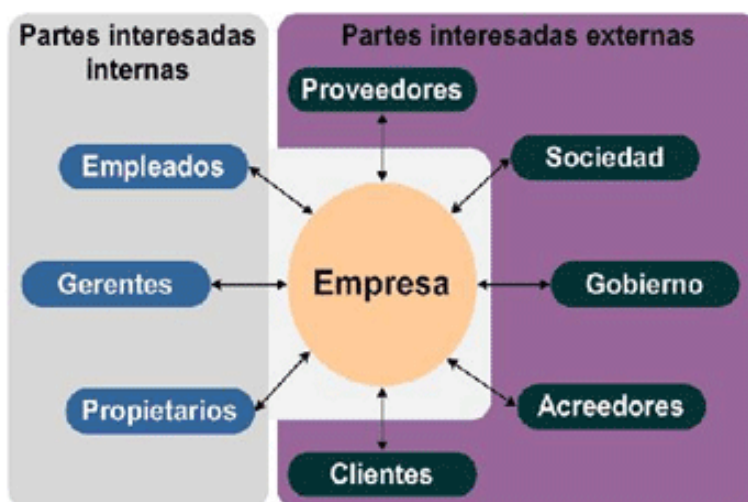 Partes interesadas
internas
Partes interesadas externas
Proveedores
Empleados
Sociedad
Gerentes
Empresa
Gobierno
Propietarios
Acreedores
Clientes